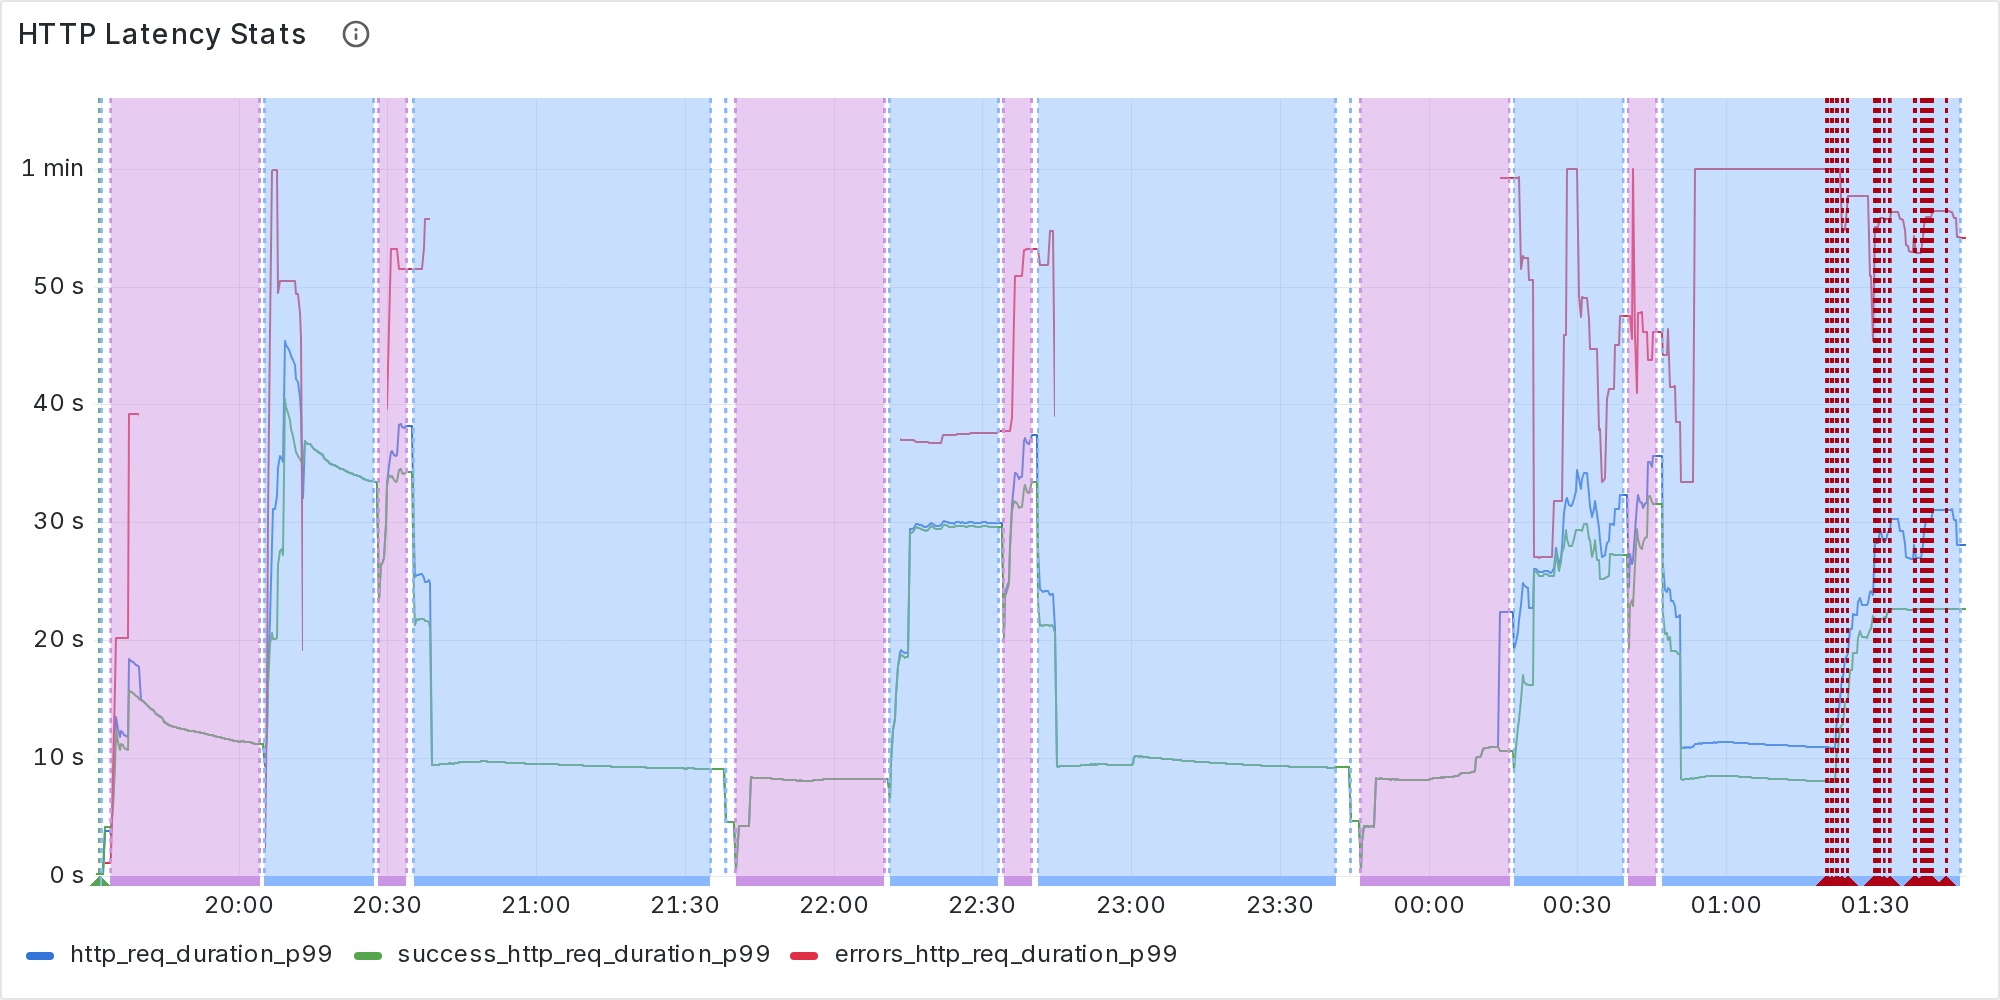 HTTP Latency Stats
1 min
50 s
40 s
30 s
20 s
10 s
0 s
20:00 20:30 21:00 21:30 22:00 22:30 23:00 23:30 00:00 00:30 01:00 01:30
http_req_duration_p99 success_http_req_duration_p99 errors_http_req_duration_p99